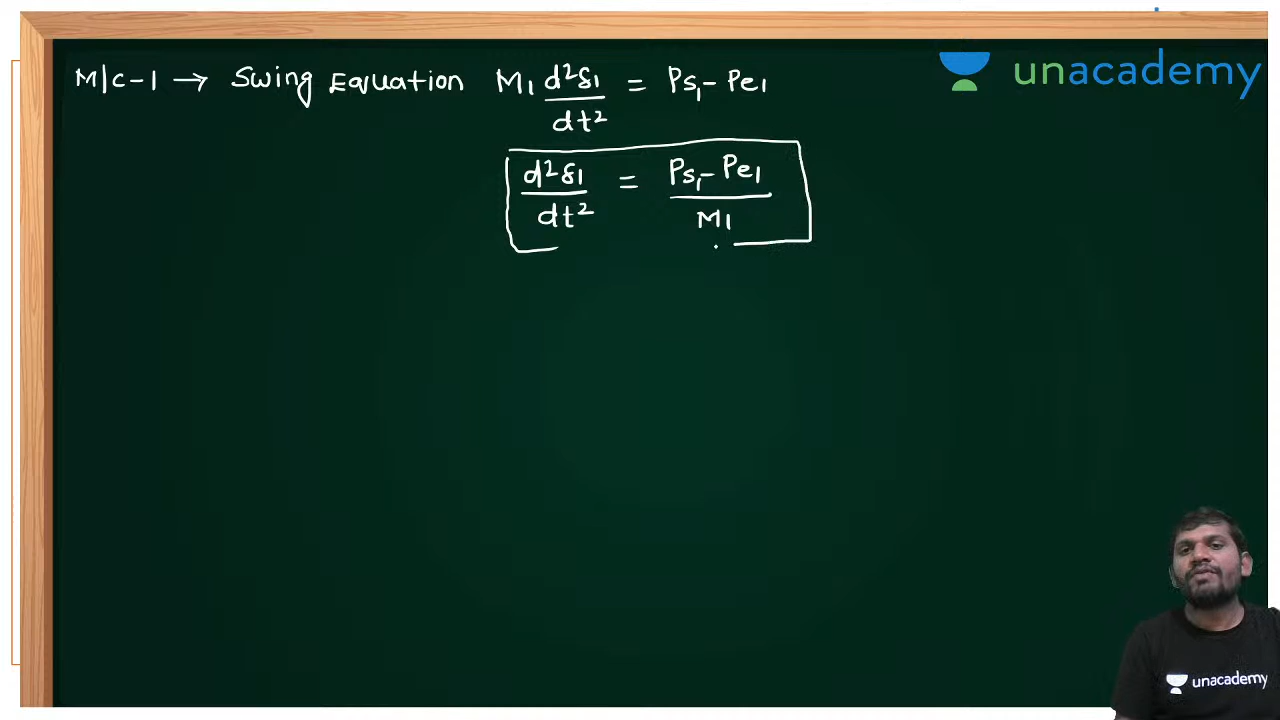 M/C-1 → Swing Equation M1 d²δ1/dt² = Ps1 - Pe1
d²δ1/dt² = Ps1 - Pe1/M1
unacademy
unacademy